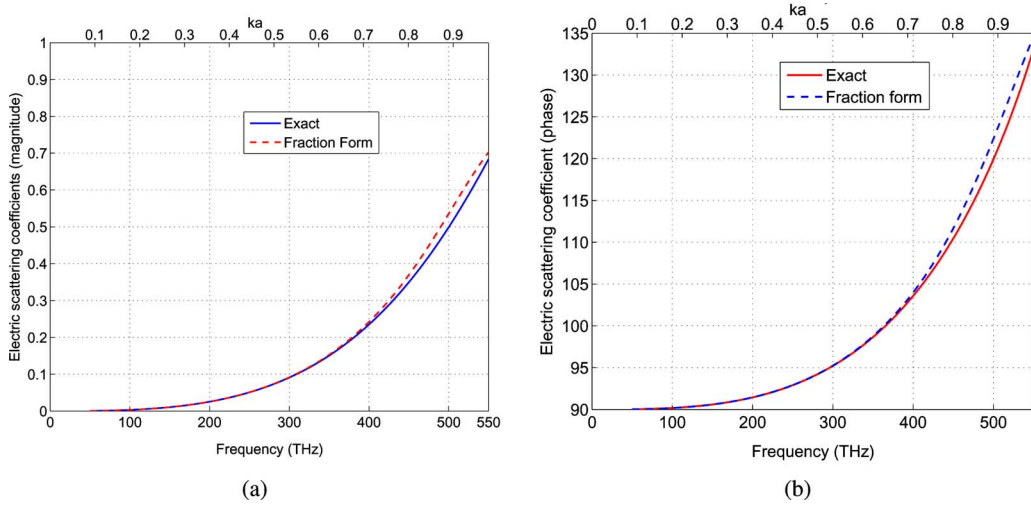 ka
0.1 0.2 0.3 0.4 0.5 0.6 0.7 0.8 0.9
1
0.9
0.8
0.7
0.6
0.5
0.4
0.3
0.2
0.1
0
Electric scattering coefficients (magnitude)
Exact
Fraction Form
0 100 200 300 400 500 550
Frequency (THz)
(a)
ka
0 0.1 0.2 0.3 0.4 0.5 0.6 0.7 0.8 0.9
135
130
125
120
115
110
105
100
95
90
Electric scattering coefficient (phase)
Exact
Fraction form
0 100 200 300 400 500
Frequency (THz)
(b)